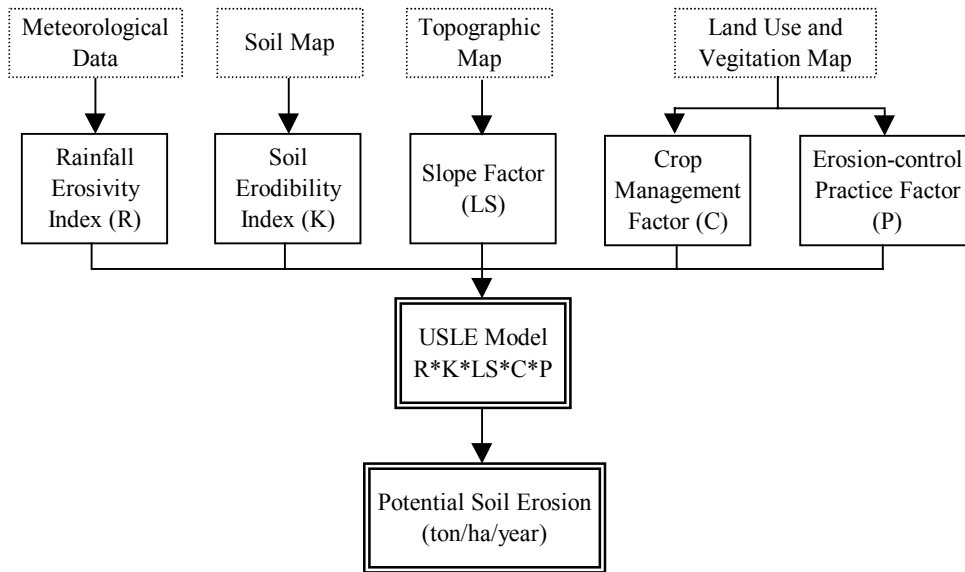 Meteorological
Data
Soil Map
Topographic
Map
Land Use and
Vegitation Map
Rainfall
Erosivity
Index (R)
Soil
Erodibility
Index (K)
Slope Factor
(LS)
Crop
Management
Factor (C)
Erosion-control
Practice Factor
(P)
USLE Model
R*K*LS*C*P
Potential Soil Erosion
(ton/ha/year)